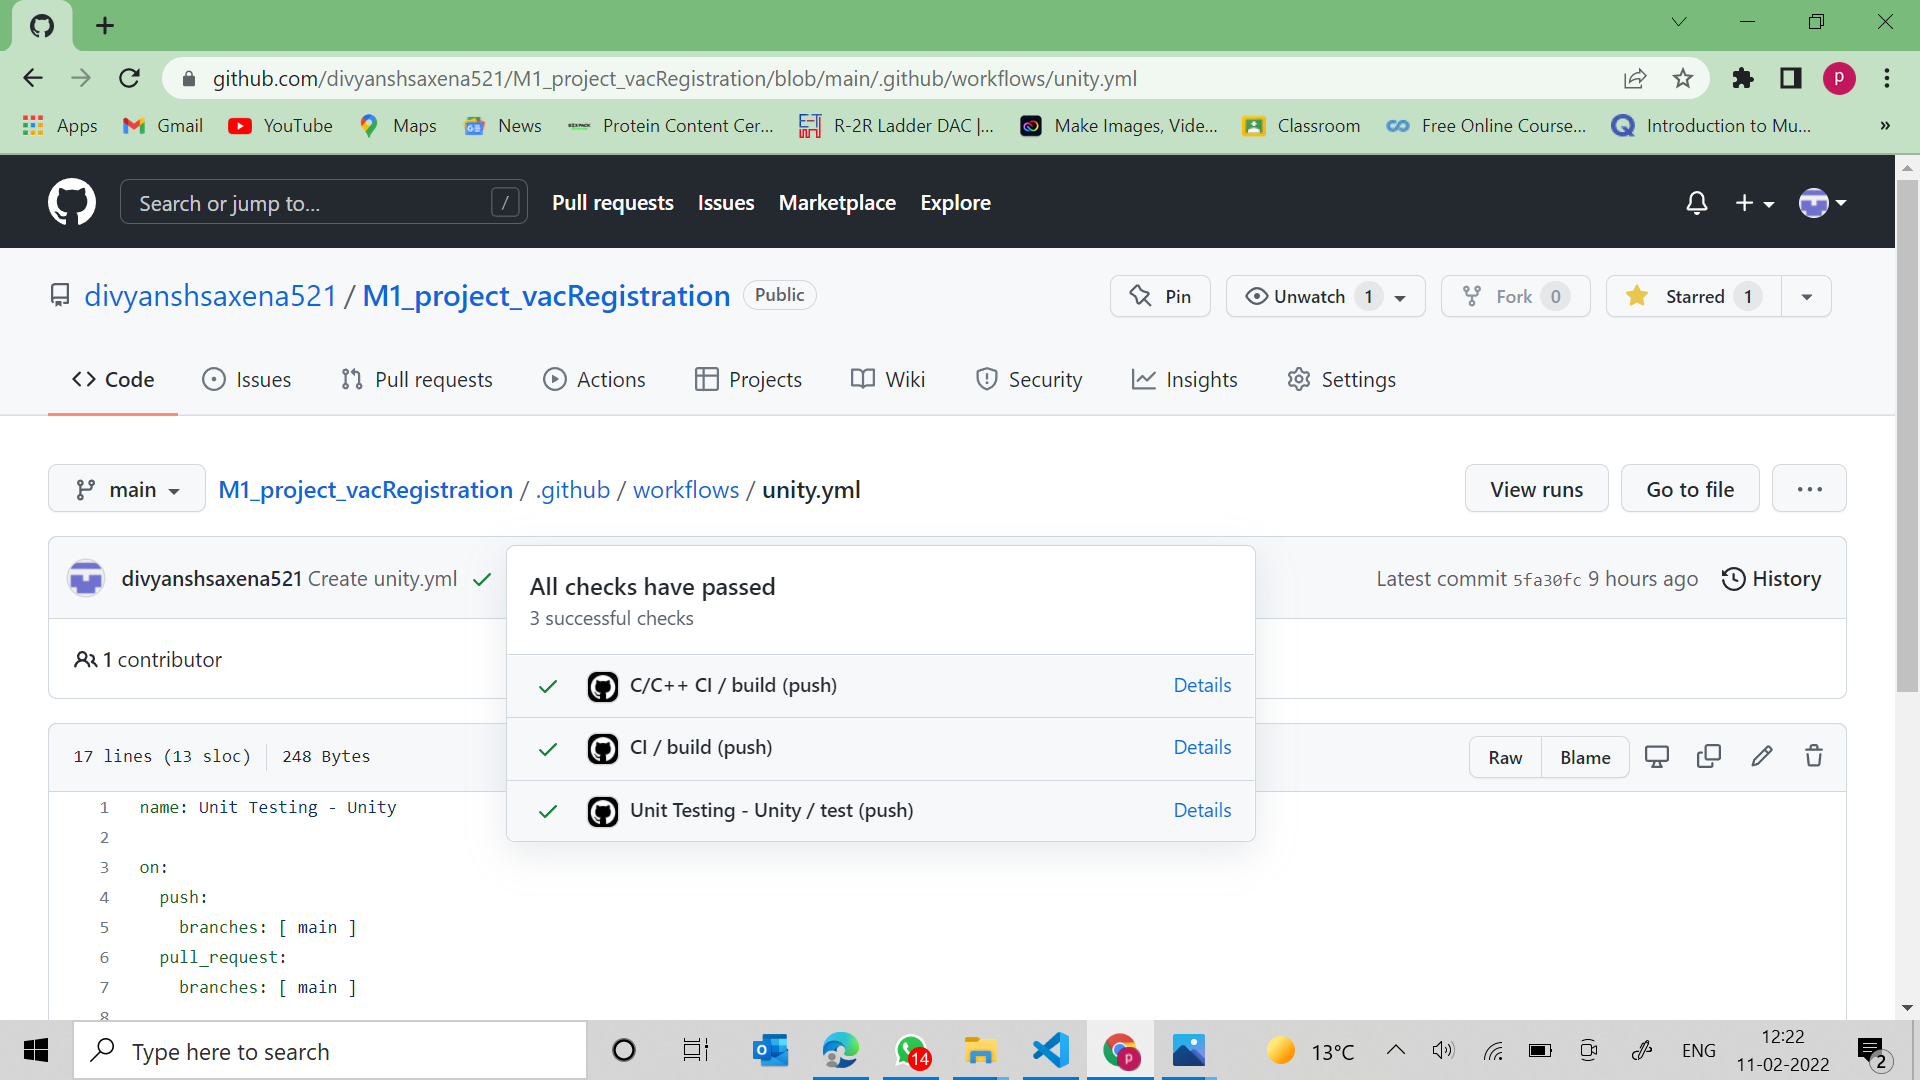 github.com/divyanshsaxena521/M1_project_vacRegistration/blob/main/.github/workflows/unity.yml
P
Apps Gmail YouTube Maps News Protein Content Cer... R-2R Ladder DAC |... Make Images, Vide... Classroom Free Online Course... Introduction to Mu... »
Search or jump to... / Pull requests Issues Marketplace Explore
divyanshsaxena521 / M1_project_vacRegistration Public Pin Unwatch 1 Fork 0 Starred 1
Code Issues Pull requests Actions Projects Wiki Security Insights Settings
main M1_project_vacRegistration / .github / workflows / unity.yml View runs Go to file ...
divyanshsaxena521 Create unity.yml Latest commit 5fa30fc 9 hours ago History
1 contributor
All checks have passed
3 successful checks
C/C++ CI / build (push) Details
CI / build (push) Details
Unit Testing - Unity / test (push) Details
17 lines (13 sloc) 248 Bytes Raw Blame
1 name: Unit Testing - Unity
2
3 on:
4 push:
5 branches: [ main ]
6 pull_request:
7 branches: [ main ]
8
Type here to search 14 P 13°C ENG 12:22
11-02-2022 2